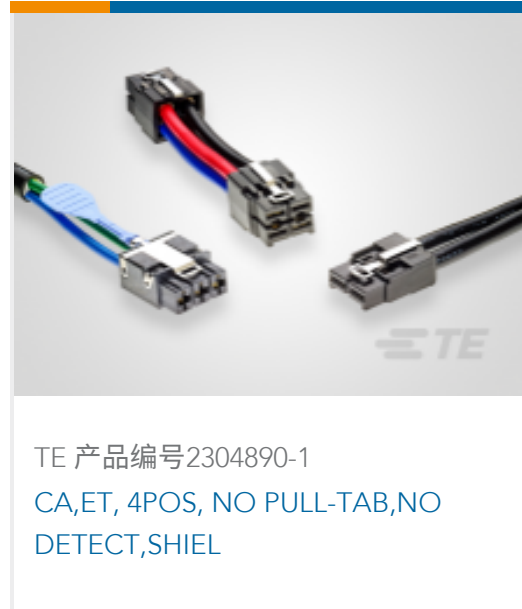 TE
TE 产品编号2304890-1
CA,ET, 4POS, NO PULL-TAB,NO
DETECT,SHIEL